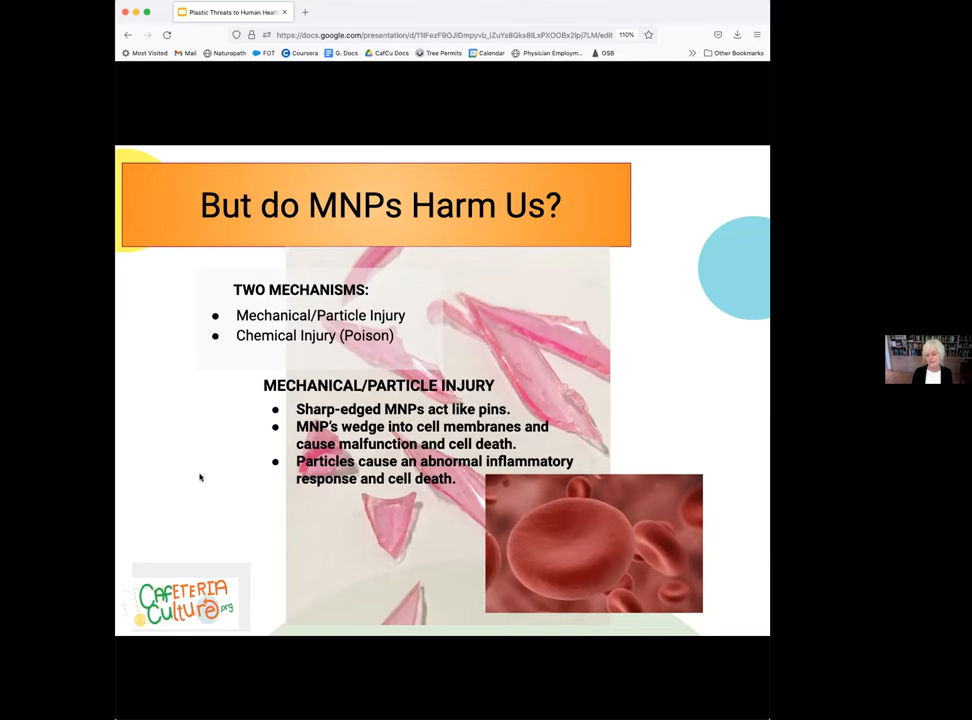 Plastic Threats to Human Healt
https://docs.google.com/presentation/d/11IFezF9OJIDmpyvb_iZuYs8Gks8iLxPXOOBx2Ipj7LM/edit 110%
Most Visited Mail Naturopath FOT Coursera G. Docs CafCu Docs Tree Permits Calendar Physician Employm... OSB Other Bookmarks
But do MNPs Harm Us?
TWO MECHANISMS:
● Mechanical/Particle Injury
● Chemical Injury (Poison)
MECHANICAL/PARTICLE INJURY
● Sharp-edged MNPs act like pins.
● MNP's wedge into cell membranes and
cause malfunction and cell death.
● Particles cause an abnormal inflammatory
response and cell death.
CAFETERIA
CulturE.org